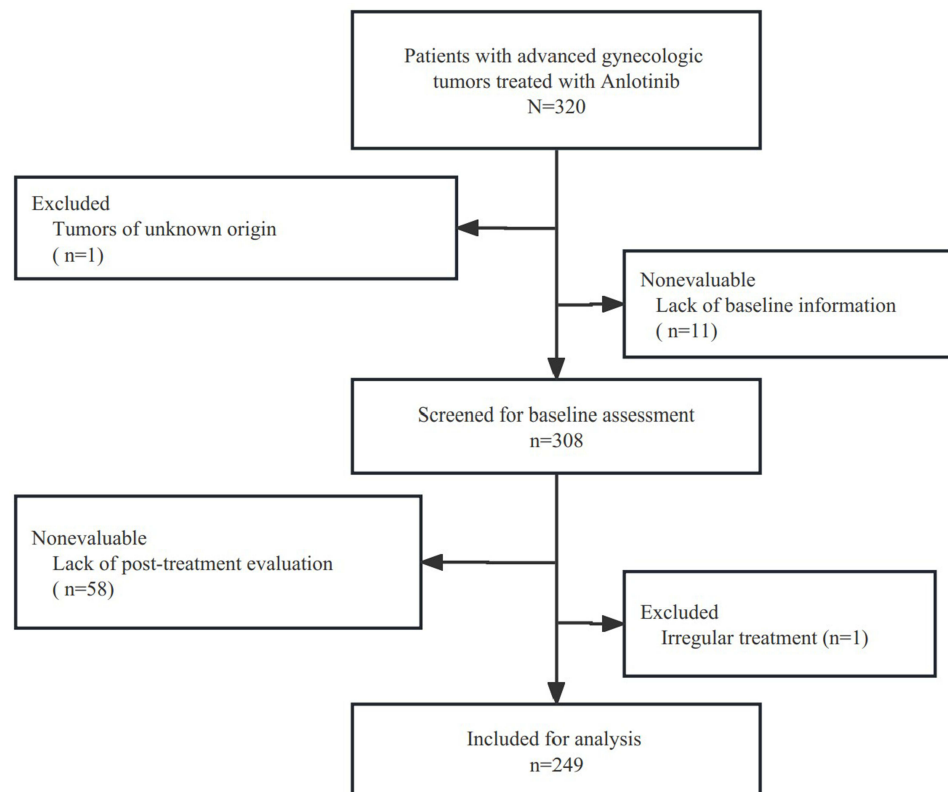 Patients with advanced gynecologic
tumors treated with Anlotinib
N=320
Excluded
Tumors of unknown origin
( n=1)
Nonevaluable
Lack of baseline information
( n=11)
Screened for baseline assessment
n=308
Nonevaluable
Lack of post-treatment evaluation
( n=58)
Excluded
Irregular treatment (n=1)
Included for analysis
n=249